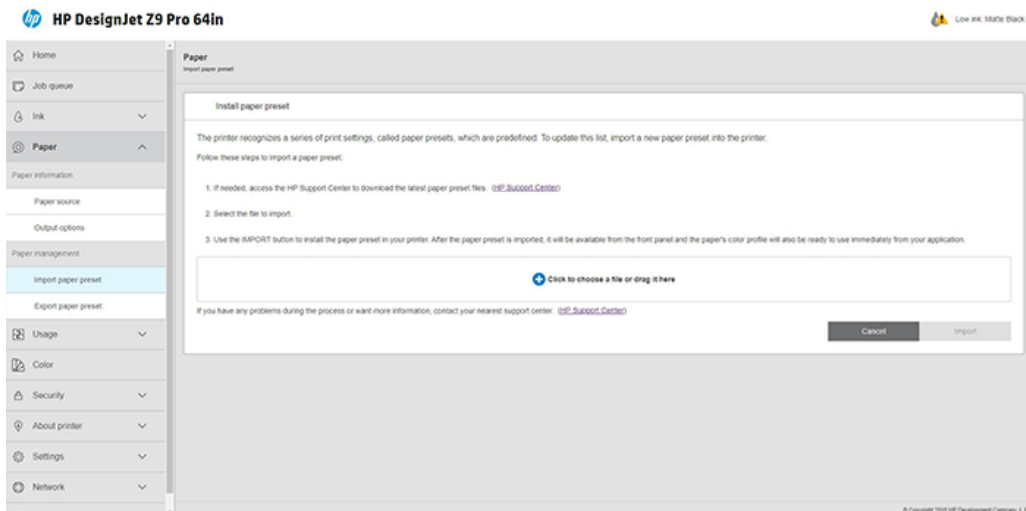 hp HP DesignJet Z9 Pro 64in
Low ink: Matte Black
Home
Job queue
Ink
Paper
Paper information
Paper source
Output options
Paper management
Import paper preset
Export paper preset
Usage
Color
Security
About printer
Settings
Network
Paper
Import paper preset
Install paper preset
The printer recognizes a series of print settings, called paper presets, which are predefined. To update this list, import a new paper preset into the printer.
Follow these steps to import a paper preset:
1. If needed, access the HP Support Center to download the latest paper preset files. (HP Support Center)
2. Select the file to import.
3. Use the IMPORT button to install the paper preset in your printer. After the paper preset is imported, it will be available from the front panel and the paper's color profile will also be ready to use immediately from your application.
Click to choose a file or drag it here
If you have any problems during the process or want more information, contact your nearest support center. (HP Support Center)
Cancel
Import
HP Development Company, L